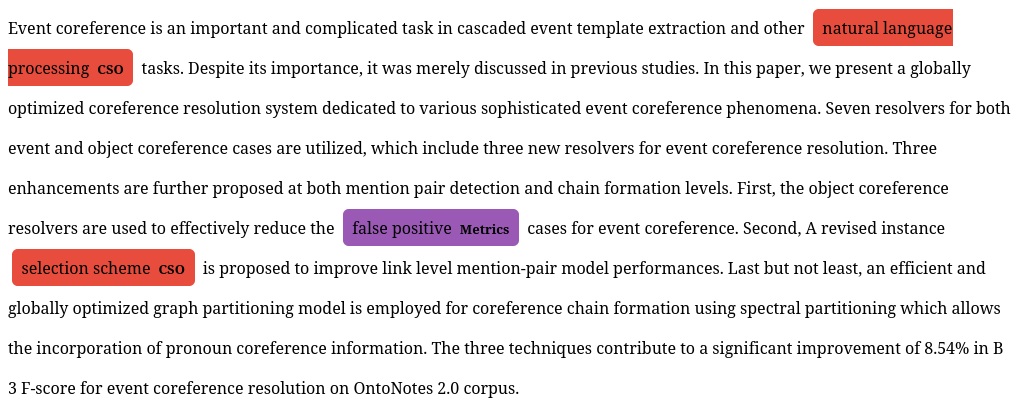 Event coreference is an important and complicated task in cascaded event template extraction and other natural language
processing CSO tasks. Despite its importance, it was merely discussed in previous studies. In this paper, we present a globally
optimized coreference resolution system dedicated to various sophisticated event coreference phenomena. Seven resolvers for both
event and object coreference cases are utilized, which include three new resolvers for event coreference resolution. Three
enhancements are further proposed at both mention pair detection and chain formation levels. First, the object coreference
resolvers are used to effectively reduce the false positive Metrics cases for event coreference. Second, A revised instance
selection scheme CSO is proposed to improve link level mention-pair model performances. Last but not least, an efficient and
globally optimized graph partitioning model is employed for coreference chain formation using spectral partitioning which allows
the incorporation of pronoun coreference information. The three techniques contribute to a significant improvement of 8.54% in B
3 F-score for event coreference resolution on OntoNotes 2.0 corpus.